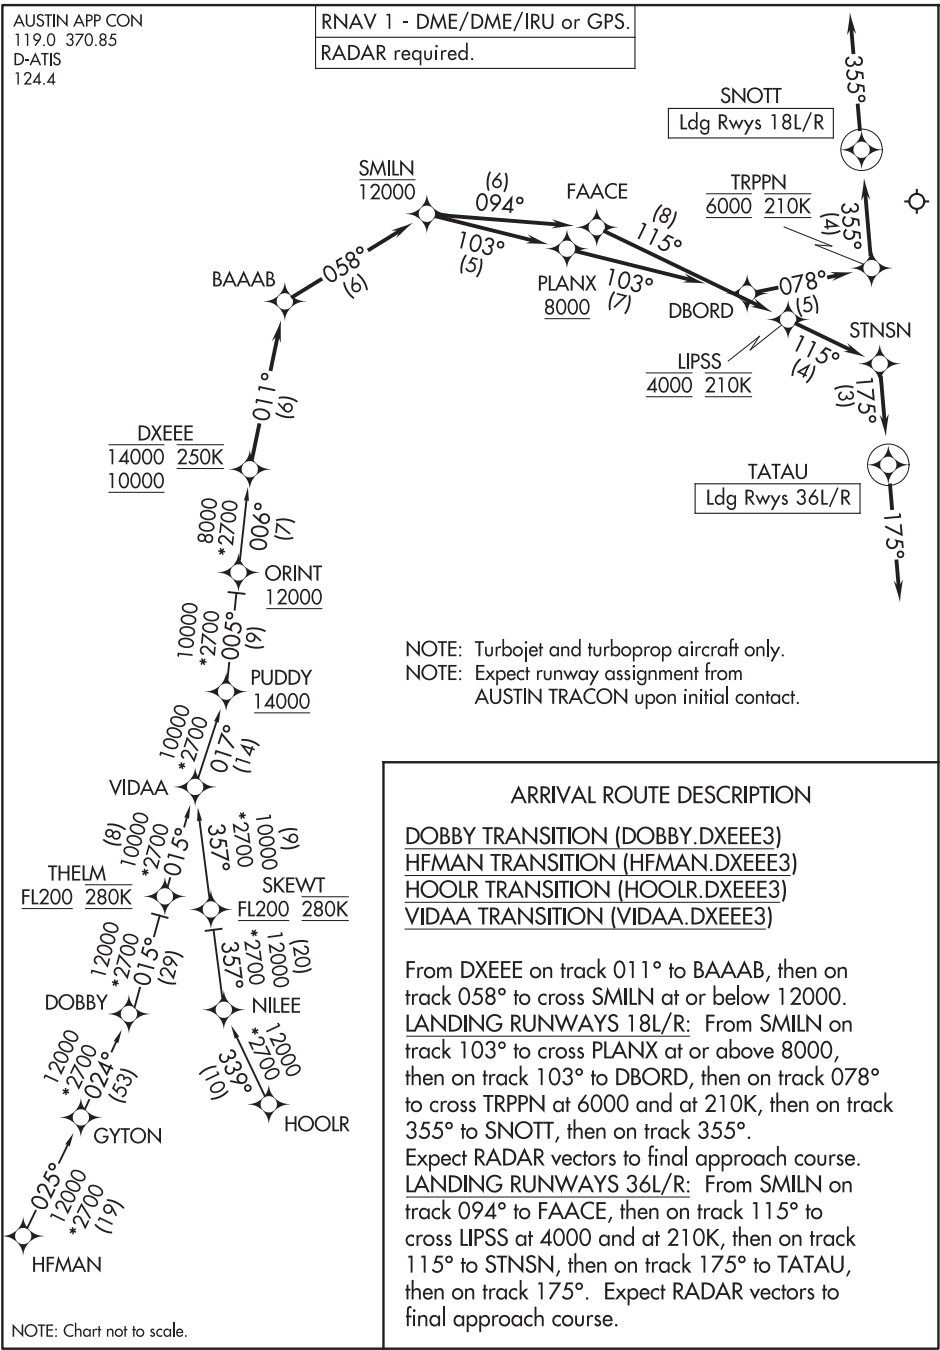 AUSTIN APP CON
119.0 370.85
D-ATIS
124.4
RNAV 1 - DME/DME/IRU or GPS.
RADAR required.
355°
SNOTT
Ldg Rwys 18L/R
TRPPN
6000 210K
355°
(4)
SMILN
12000
(6)
094°
FAACE
(8)
115°
103°
(5)
PLANX
8000
103°
(7)
DBORD
078°
(5)
BAAAB
058°
(6)
LIPSS
4000 210K
115°
(4)
STNSN
175°
(3)
TATAU
Ldg Rwys 36L/R
175°
011°
(6)
DXEEE
14000 250K
10000
8000
*2700
006°
(7)
ORINT
12000
10000
*2700
005°
(9)
PUDDY
14000
10000
*2700
017°
(14)
VIDAA
(8)
10000
*2700
015°
THELM
FL200 280K
357°
*2700
10000
(9)
SKEWT
FL200 280K
12000
*2700
015°
(29)
357°
*2700
12000
(20)
DOBBY
NILEE
12000
*2700
024°
(53)
12000
*2700
339°
(10)
GYTON
HOOLR
025°
12000
*2700
(19)
HFMAN
NOTE: Chart not to scale.
NOTE: Turbojet and turboprop aircraft only.
NOTE: Expect runway assignment from
AUSTIN TRACON upon initial contact.
ARRIVAL ROUTE DESCRIPTION
DOBBY TRANSITION (DOBBY.DXEEE3)
HFMAN TRANSITION (HFMAN.DXEEE3)
HOOLR TRANSITION (HOOLR.DXEEE3)
VIDAA TRANSITION (VIDAA.DXEEE3)
From DXEEE on track 011° to BAAAB, then on
track 058° to cross SMILN at or below 12000.
LANDING RUNWAYS 18L/R: From SMILN on
track 103° to cross PLANX at or above 8000,
then on track 103° to DBORD, then on track 078°
to cross TRPPN at 6000 and at 210K, then on track
355° to SNOTT, then on track 355°.
Expect RADAR vectors to final approach course.
LANDING RUNWAYS 36L/R: From SMILN on
track 094° to FAACE, then on track 115° to
cross LIPSS at 4000 and at 210K, then on track
115° to STNSN, then on track 175° to TATAU,
then on track 175°. Expect RADAR vectors to
final approach course.